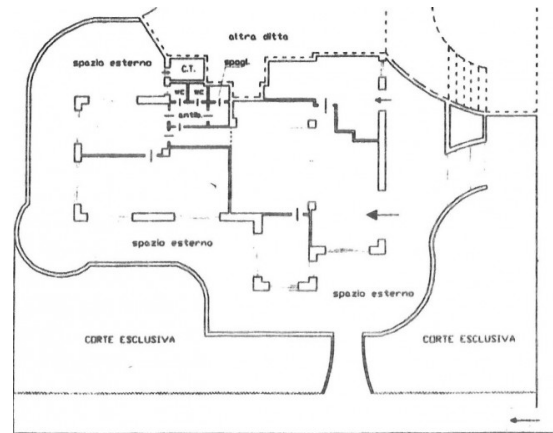 altra ditta
spazio esterno
C.T.
spogl.
wc
wc
antib.
spazio esterno
spazio esterno
CORTE ESCLUSIVA
CORTE ESCLUSIVA